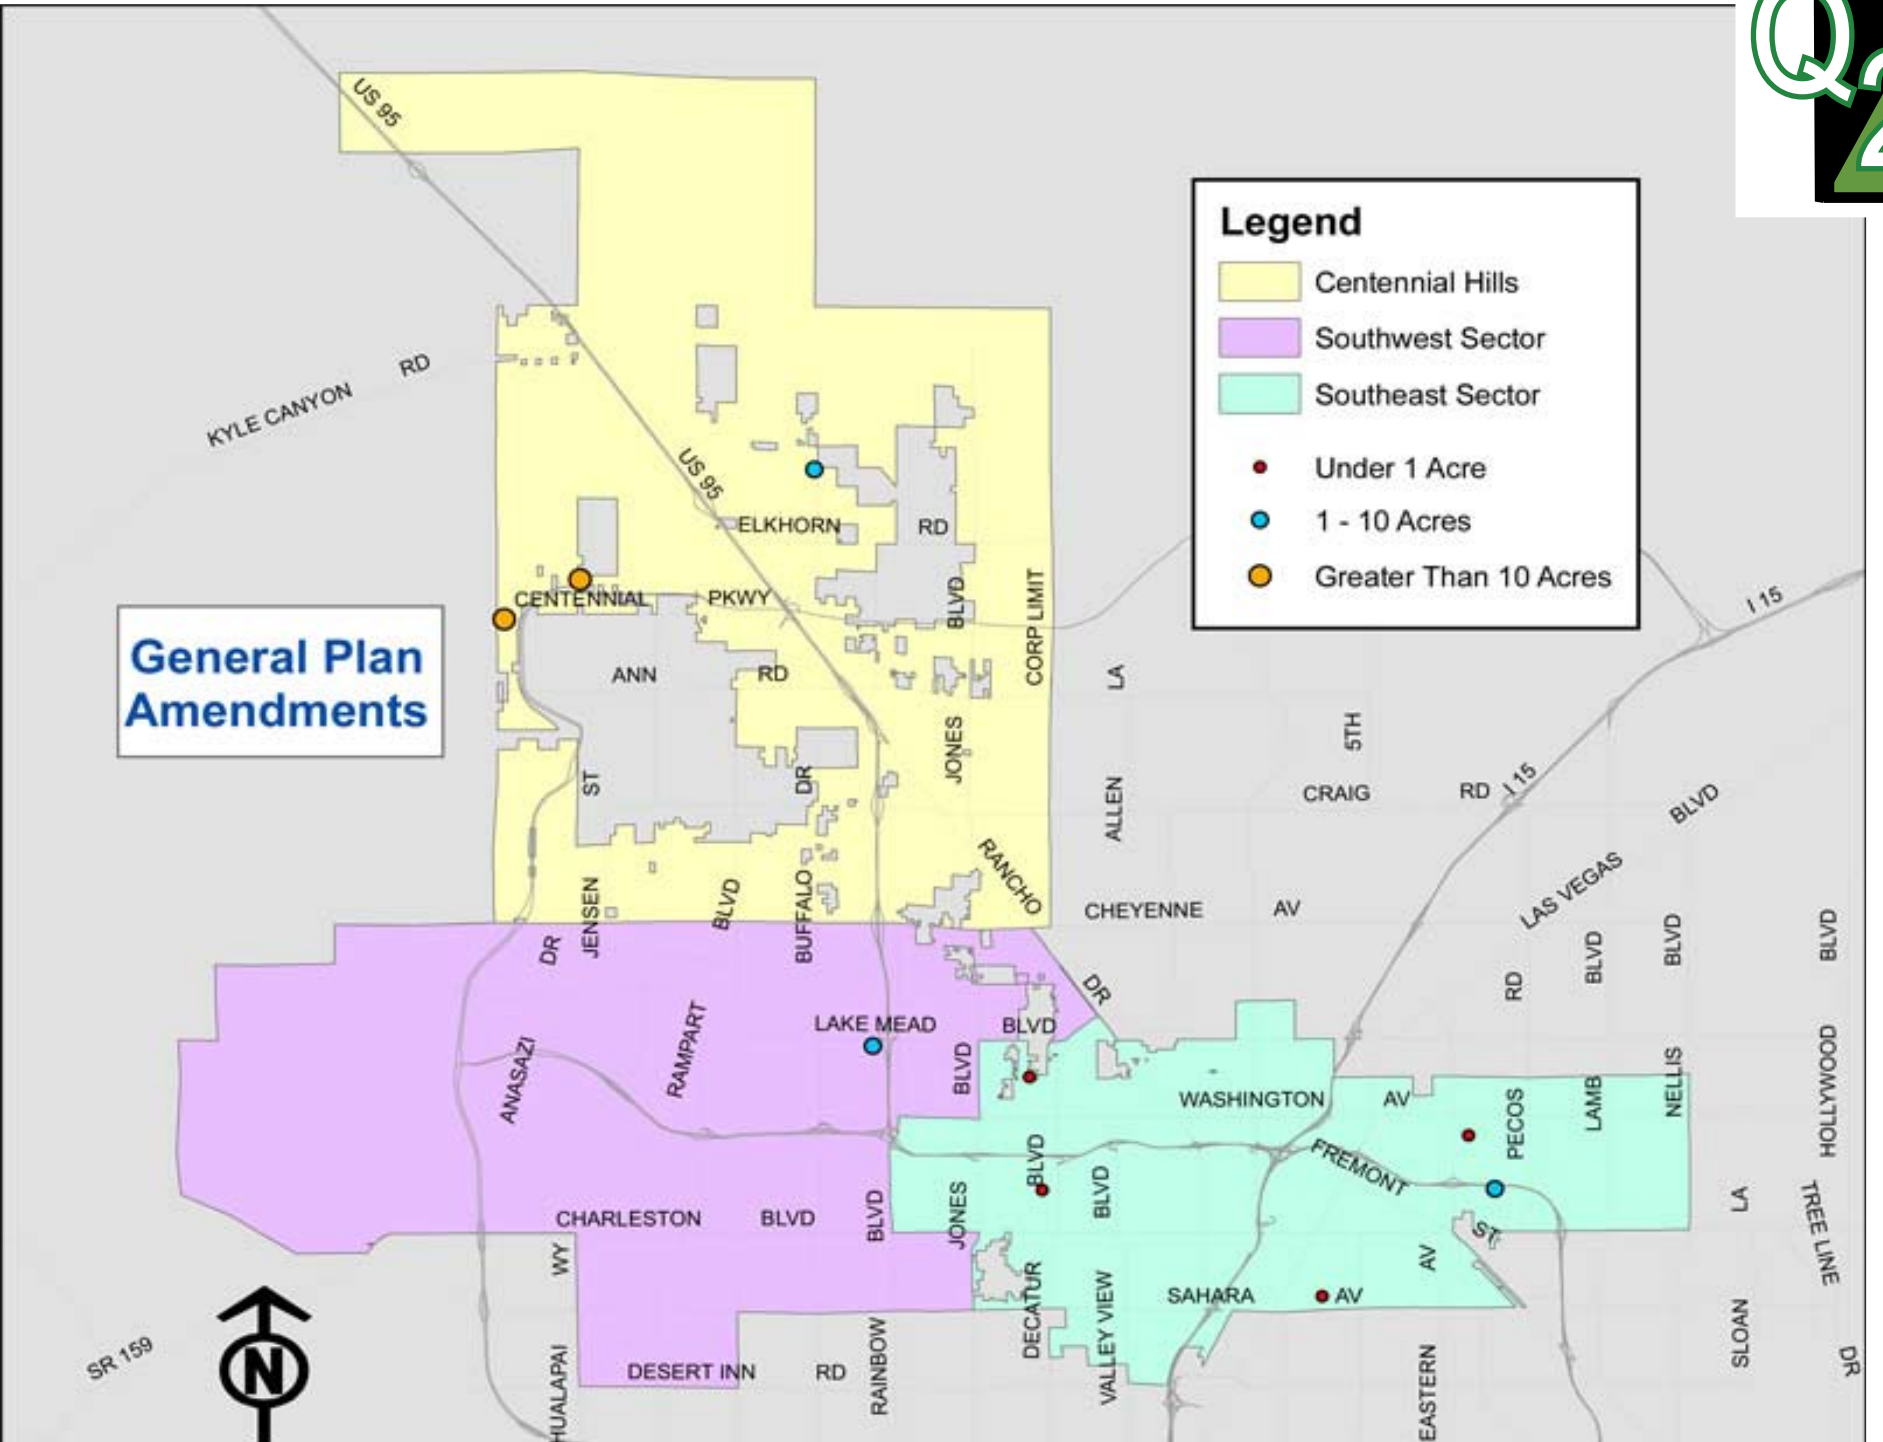 Q
2
US 95
Legend
Centennial Hills
Southwest Sector
Southeast Sector
Under 1 Acre
1 - 10 Acres
Greater Than 10 Acres
KYLE CANYON RD
US 95
ELKHORN RD
CENTENNIAL PKWY
BLVD
CORP LIMIT
I 15
General Plan
Amendments
ANN RD
LA
JONES
5TH
ST
DR
ALLEN
CRAIG RD
I 15
BLVD
RANCHO
LAS VEGAS
JENSEN
BLVD
BUFFALO
CHEYENNE AV
DR
RD
BLVD
BLVD
BLVD
DR
LAKE MEAD BLVD
ANASAZI
RAMPART
BLVD
WASHINGTON AV
PECOS
LAMB
NELLIS
HOLLYWOOD
BLVD
FREMONT
BLVD
CHARLESTON BLVD
BLVD
JONES
ST
LA
TREE LINE
WY
DECATUR
VALLEY VIEW
SAHARA AV
AV
N
SR 159
HUALAPAI
DESERT INN RD
RAINBOW
EASTERN
SLOAN
DR